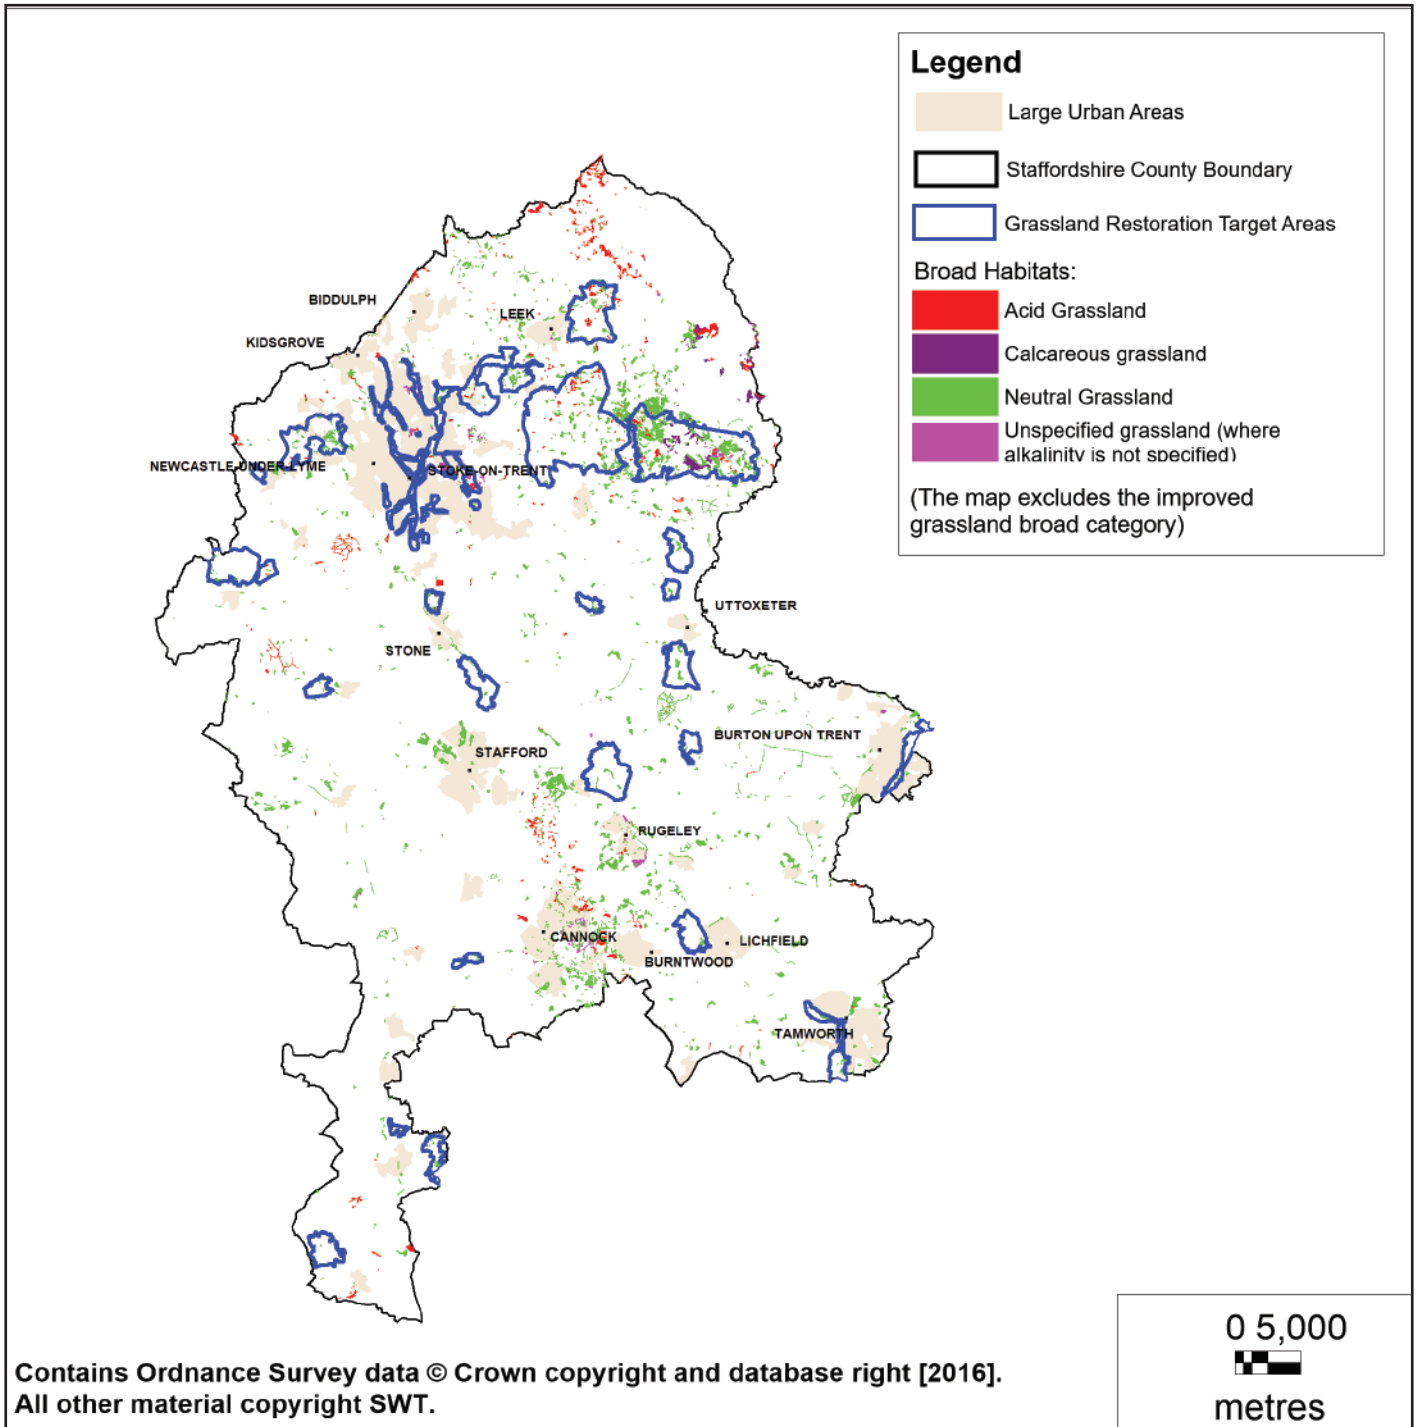 Legend
Large Urban Areas
Staffordshire County Boundary
Grassland Restoration Target Areas
Broad Habitats:
Acid Grassland
Calcareous grassland
Neutral Grassland
Unspecified grassland (where
alkalinity is not specified)
(The map excludes the improved
grassland broad category)
BIDDULPH
LEEK
KIDSGROVE
NEWCASTLE-UNDER-LYME
STOKE-ON-TRENT
UTTOXETER
STONE
BURTON UPON TRENT
STAFFORD
RUGELEY
CANNOCK
LICHFIELD
BURNTWOOD
TAMWORTH
0 5,000
metres
Contains Ordnance Survey data © Crown copyright and database right [2016].
All other material copyright SWT.